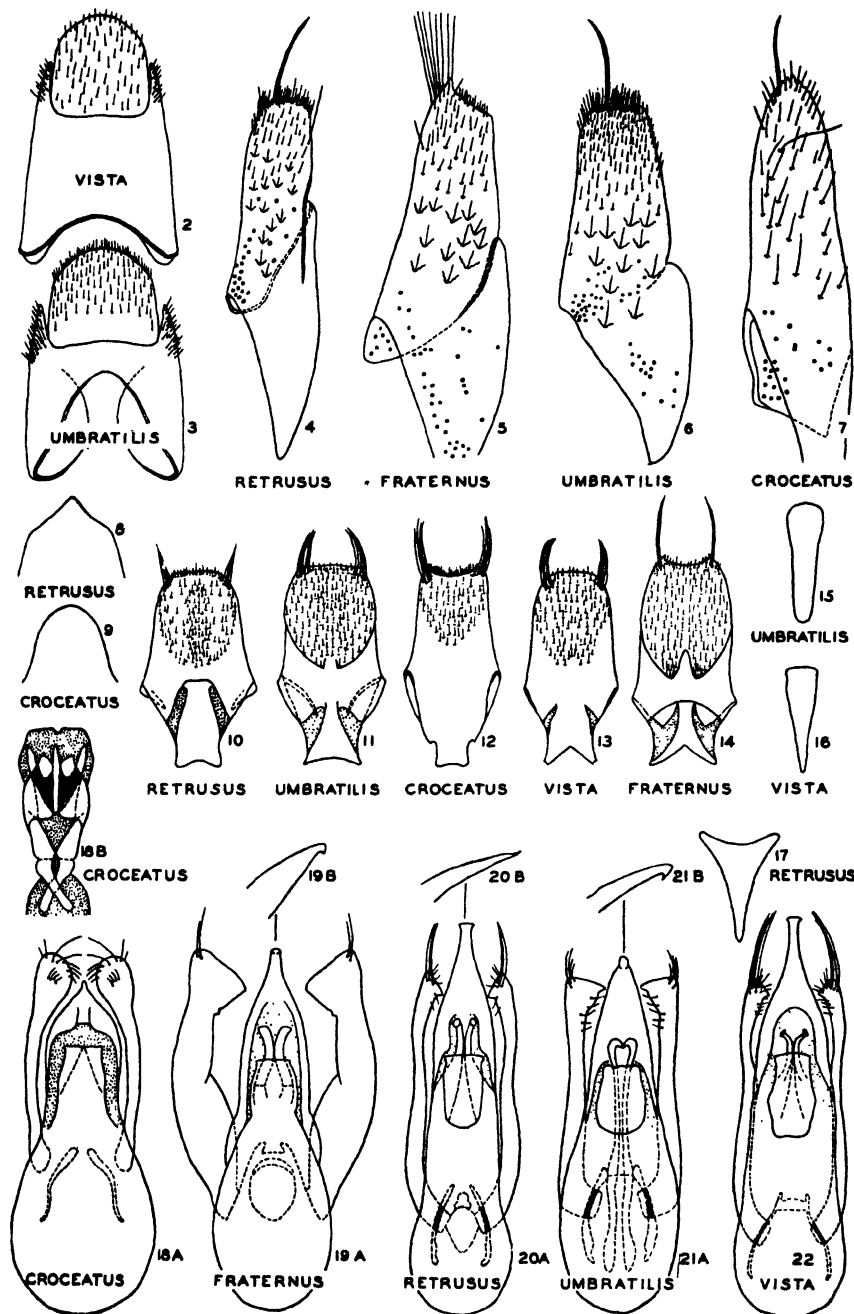 VISTA
2
UMBRATILIS 3
4
5
6
7
RETRUSUS
FRATERNUS
UMBRATILIS
CROCEATUS
8
RETRUSUS
9
CROCEATUS
10
11
12
13
14
15
UMBRATILIS
16
RETRUSUS
UMBRATILIS
CROCEATUS
VISTA
FRATERNUS
VISTA
18B
CROCEATUS
19B
20B
21B
17
RETRUSUS
CROCEATUS
18A
FRATERNUS
19A
RETRUSUS
20A
UMBRATILIS
21A
22
VISTA